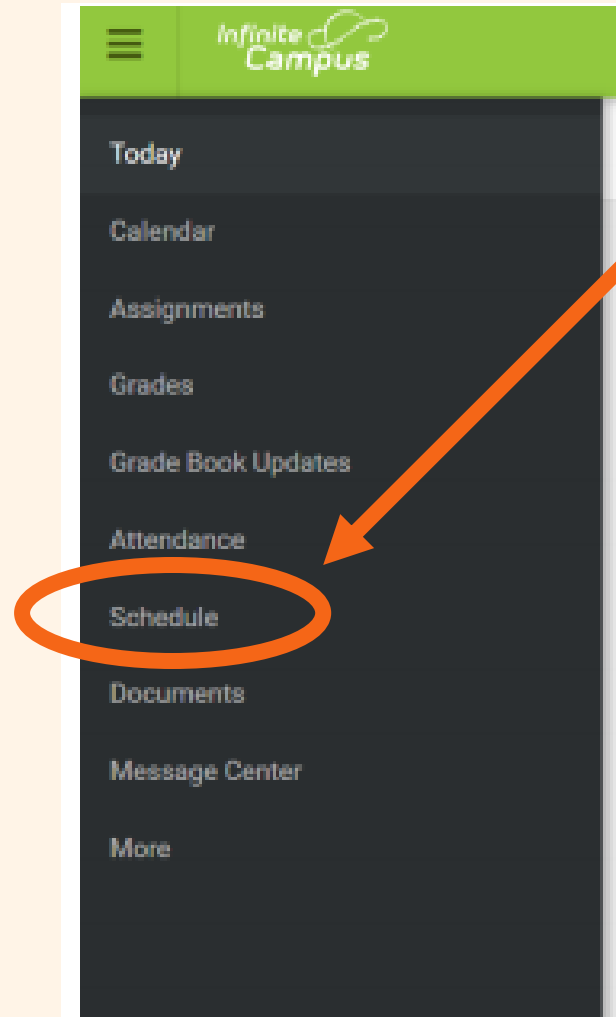 Infinite
Campus
Today
Calendar
Assignments
Grades
Grade Book Updates
Attendance
Schedule
Documents
Message Center
More